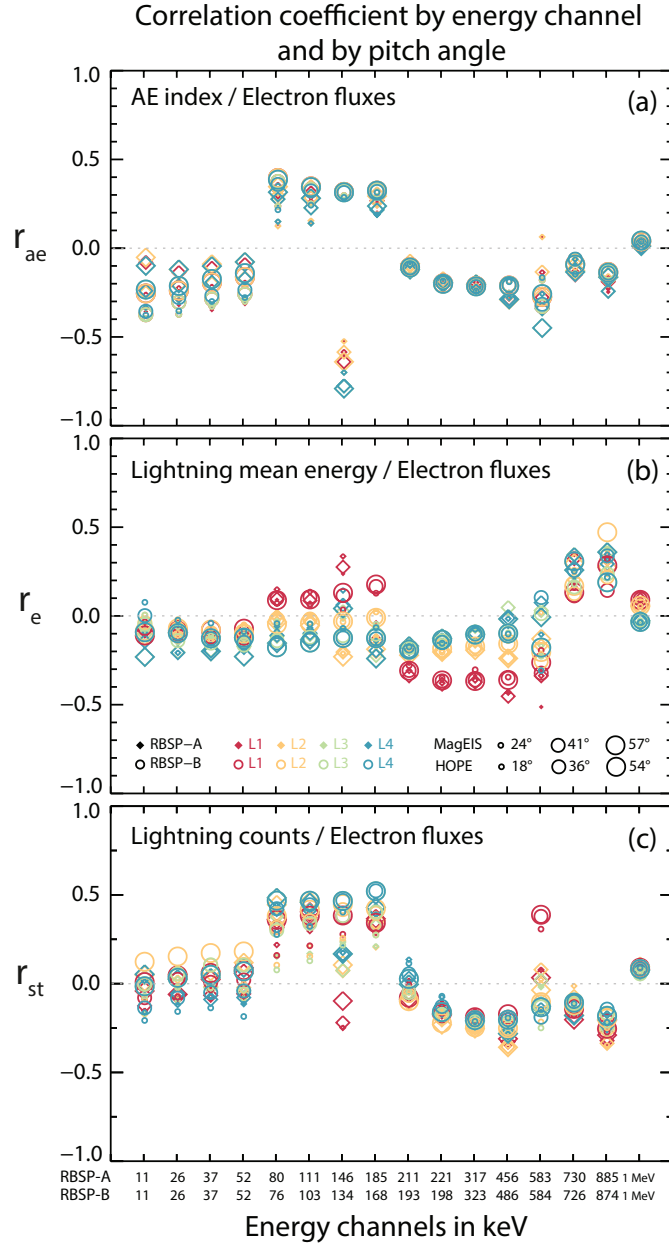 Correlation coefficient by energy channel
and by pitch angle
1.0
AE index / Electron fluxes (a)
0.5
r_ae 0.0
−0.5
−1.0
1.0
Lightning mean energy / Electron fluxes (b)
0.5
r_e 0.0
−0.5
RBSP−A L1 L2 L3 L4 MagEIS 24° 41° 57°
RBSP−B L1 L2 L3 L4 HOPE 18° 36° 54°
−1.0
1.0
Lightning counts / Electron fluxes (c)
0.5
r_st 0.0
−0.5
−1.0
RBSP-A 11 26 37 52 80 111 146 185 211 221 317 456 583 730 885 1 MeV
RBSP-B 11 26 37 52 76 103 134 168 193 198 323 486 584 726 874 1 MeV
Energy channels in keV